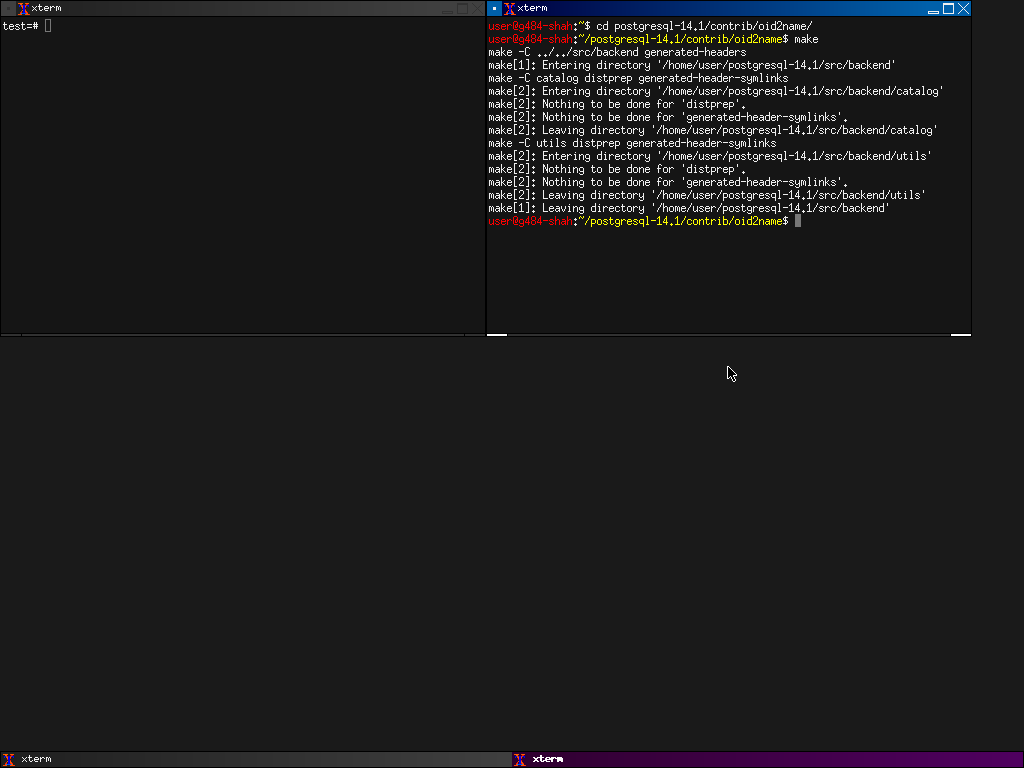 xterm
test=#
xterm
user@g484-shah:~$ cd postgresql-14.1/contrib/oid2name/
user@g484-shah:~/postgresql-14.1/contrib/oid2name$ make
make -C ../../src/backend generated-headers
make[1]: Entering directory '/home/user/postgresql-14.1/src/backend'
make -C catalog distprep generated-header-symlinks
make[2]: Entering directory '/home/user/postgresql-14.1/src/backend/catalog'
make[2]: Nothing to be done for 'distprep'.
make[2]: Nothing to be done for 'generated-header-symlinks'.
make[2]: Leaving directory '/home/user/postgresql-14.1/src/backend/catalog'
make -C utils distprep generated-header-symlinks
make[2]: Entering directory '/home/user/postgresql-14.1/src/backend/utils'
make[2]: Nothing to be done for 'distprep'.
make[2]: Nothing to be done for 'generated-header-symlinks'.
make[2]: Leaving directory '/home/user/postgresql-14.1/src/backend/utils'
make[1]: Leaving directory '/home/user/postgresql-14.1/src/backend'
user@g484-shah:~/postgresql-14.1/contrib/oid2name$
xterm
xterm